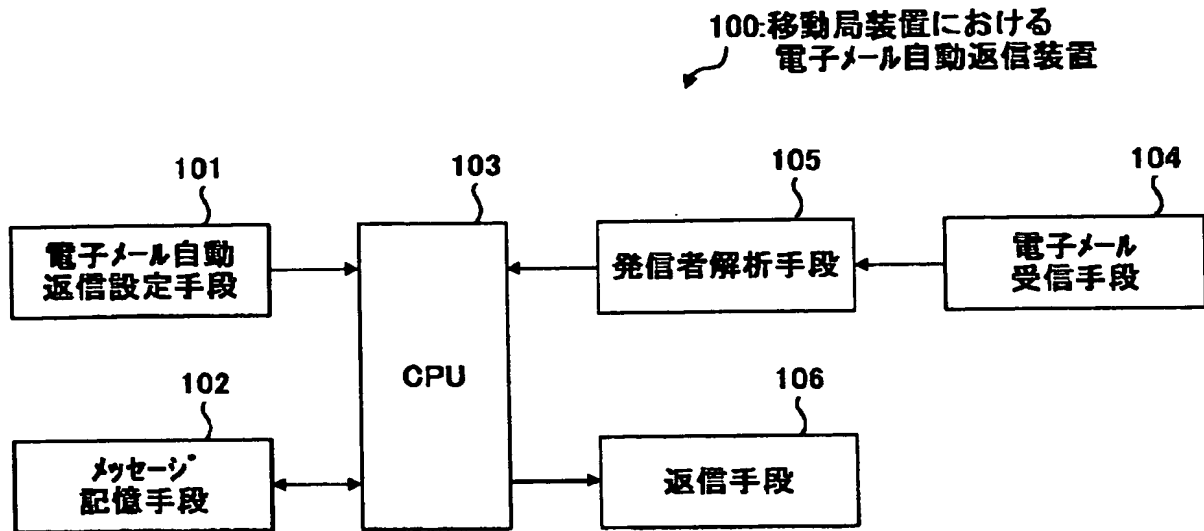 100:移動局装置における
電子メール自動返信装置
101
103
105
104
電子メール自動
返信設定手段
発信者解析手段
電子メール
受信手段
CPU
102
106
メッセージ
記憶手段
返信手段